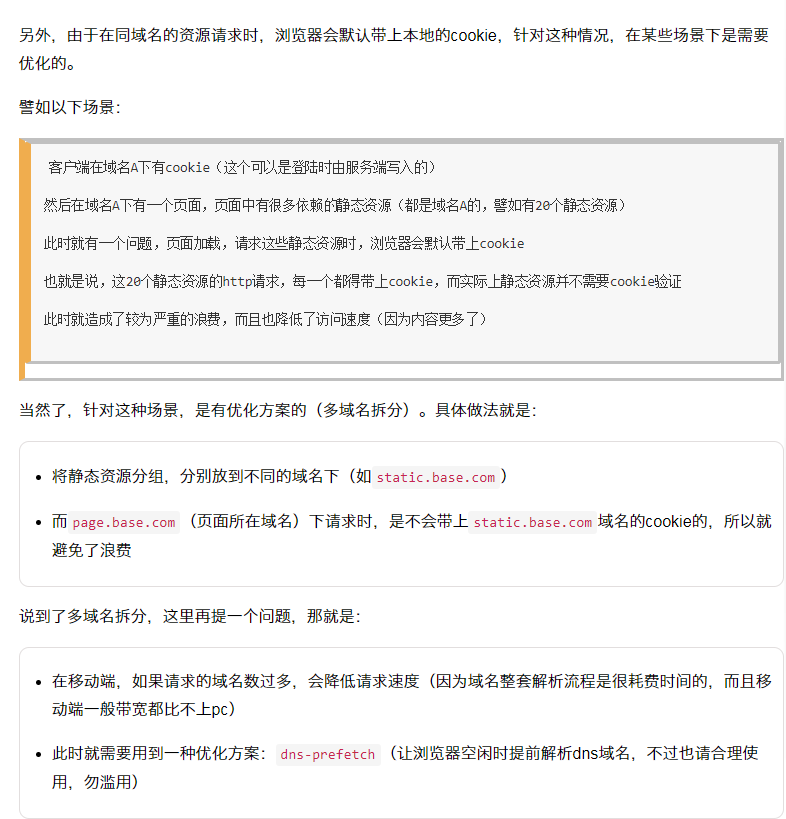 另外，由于在同域名的资源请求时，浏览器会默认带上本地的cookie，针对这种情况，在某些场景下是需要
优化的。
譬如以下场景：
客户端在域名A下有cookie（这个可以是登陆时由服务端写入的）
然后在域名A下有一个页面，页面中有很多依赖的静态资源（都是域名A的，譬如有20个静态资源）
此时就有一个问题，页面加载，请求这些静态资源时，浏览器会默认带上cookie
也就是说，这20个静态资源的http请求，每一个都得带上cookie，而实际上静态资源并不需要cookie验证
此时就造成了较为严重的浪费，而且也降低了访问速度（因为内容更多了）
当然了，针对这种场景，是有优化方案的（多域名拆分）。具体做法就是：
• 将静态资源分组，分别放到不同的域名下（如 static.base.com ）
• 而 page.base.com （页面所在域名）下请求时，是不会带上 static.base.com 域名的cookie的，所以就
避免了浪费
说到了多域名拆分，这里再提一个问题，那就是：
• 在移动端，如果请求的域名数过多，会降低请求速度（因为域名整套解析流程是很耗费时间的，而且移
动端一般带宽都比不上pc）
• 此时就需要用到一种优化方案： dns-prefetch （让浏览器空闲时提前解析dns域名，不过也请合理使
用，勿滥用）